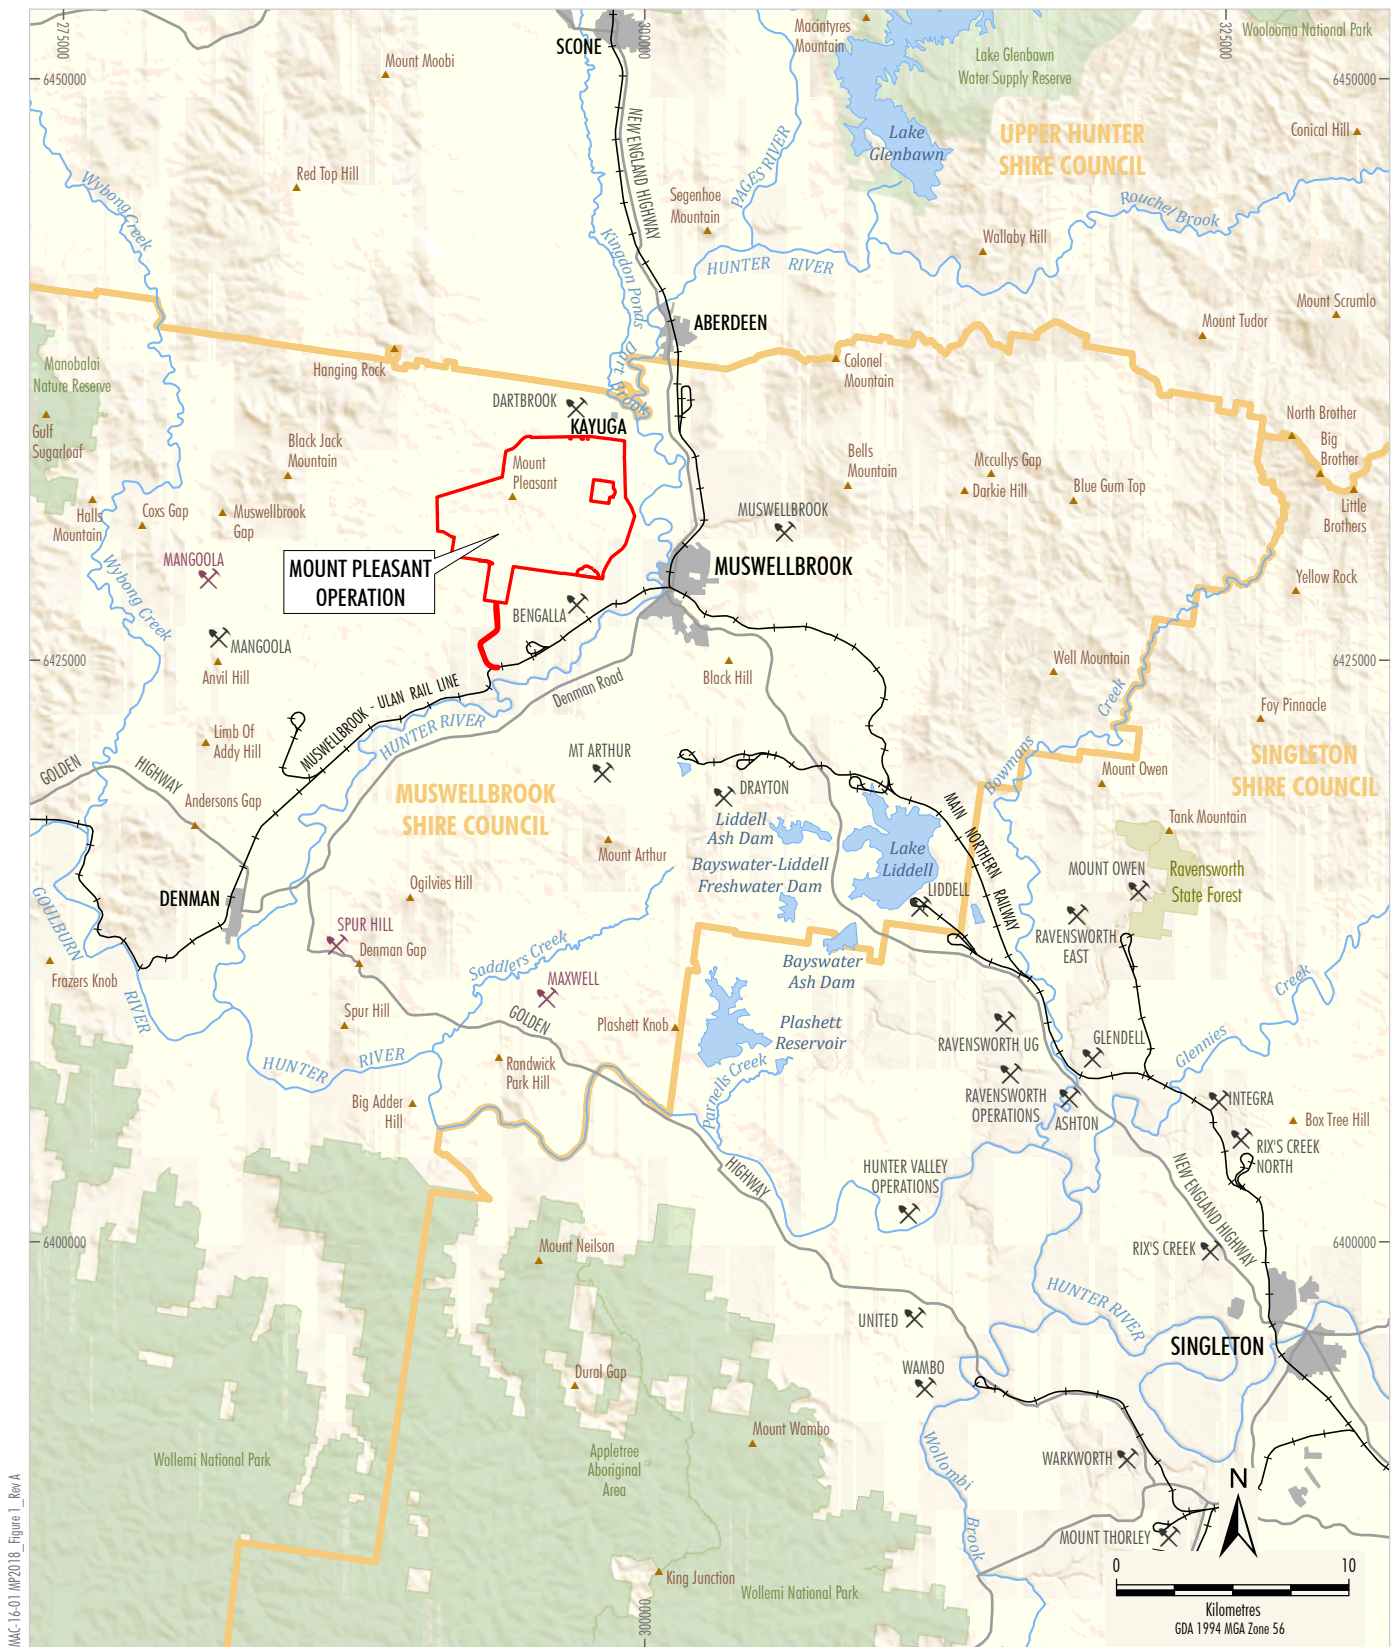 275000
300000
325000
SCONE
Macintyres
Mountain
Woolooma National Park
Lake Glenbawn
Water Supply Reserve
Mount Moobi
6450000
6450000
NEW ENGLAND HIGHWAY
Lake
Glenbawn
UPPER HUNTER
SHIRE COUNCIL
Conical Hill
Wybong Creek
Red Top Hill
PAGES RIVER
Segenhoe
Mountain
Rouchel Brook
Wallaby Hill
Kingdon Ponds
HUNTER RIVER
Mount Scrumlo
Mount Tudor
ABERDEEN
Manobalai
Nature Reserve
Hanging Rock
Dart Brook
Colonel
Mountain
DARTBROOK
KAYUGA
North Brother
Big
Brother
Gulf
Sugarloaf
Black Jack
Mountain
Mount
Pleasant
Bells
Mountain
Mccullys Gap
Darkie Hill
Blue Gum Top
Little
Brothers
Halls
Mountain
Coxs Gap
Muswellbrook
Gap
MUSWELLBROOK
MANGOOLA
MOUNT PLEASANT
OPERATION
MUSWELLBROOK
Yellow Rock
Wybong Creek
BENGALLA
MANGOOLA
6425000
6425000
Anvil Hill
Black Hill
Well Mountain
MUSWELLBROOK - ULAN RAIL LINE
Denman Road
Creek
Foy Pinnacle
Limb Of
Addy Hill
HUNTER RIVER
GOLDEN
HIGHWAY
MT ARTHUR
Bowmans
SINGLETON
SHIRE COUNCIL
Mount Owen
Andersons Gap
MUSWELLBROOK
SHIRE COUNCIL
DRAYTON
MAIN NORTHERN RAILWAY
Liddell
Ash Dam
Tank Mountain
Mount Arthur
Bayswater-Liddell
Freshwater Dam
Lake
Liddell
MOUNT OWEN
Ravensworth
State Forest
DENMAN
Ogilvies Hill
LIDDELL
GOULBURN
RIVER
SPUR HILL
Denman Gap
RAVENSWORTH
EAST
Saddlers Creek
Frazers Knob
Bayswater
Ash Dam
MAXWELL
Creek
Spur Hill
GOLDEN
Plashett Knob
Plashett
Reservoir
RAVENSWORTH UG
GLENDELL
Glennies
HUNTER RIVER
Randwick
Park Hill
Parnells Creek
Big Adder
Hill
RAVENSWORTH
OPERATIONS
ASHTON
INTEGRA
Box Tree Hill
RIX'S CREEK
NORTH
HIGHWAY
HUNTER VALLEY
OPERATIONS
NEW ENGLAND HIGHWAY
6400000
6400000
Mount Neilson
RIX'S CREEK
HUNTER RIVER
UNITED
SINGLETON
WAMBO
Dural Gap
Mount Wambo
Wollemi National Park
Appletree
Aboriginal
Area
Wollombi
Brook
WARKWORTH
N
MOUNT THORLEY
King Junction
Wollemi National Park
0
10
Kilometres
GDA 1994 MGA Zone 56
300000
MAC-16-01 MP2018_Figure 1_Rev A